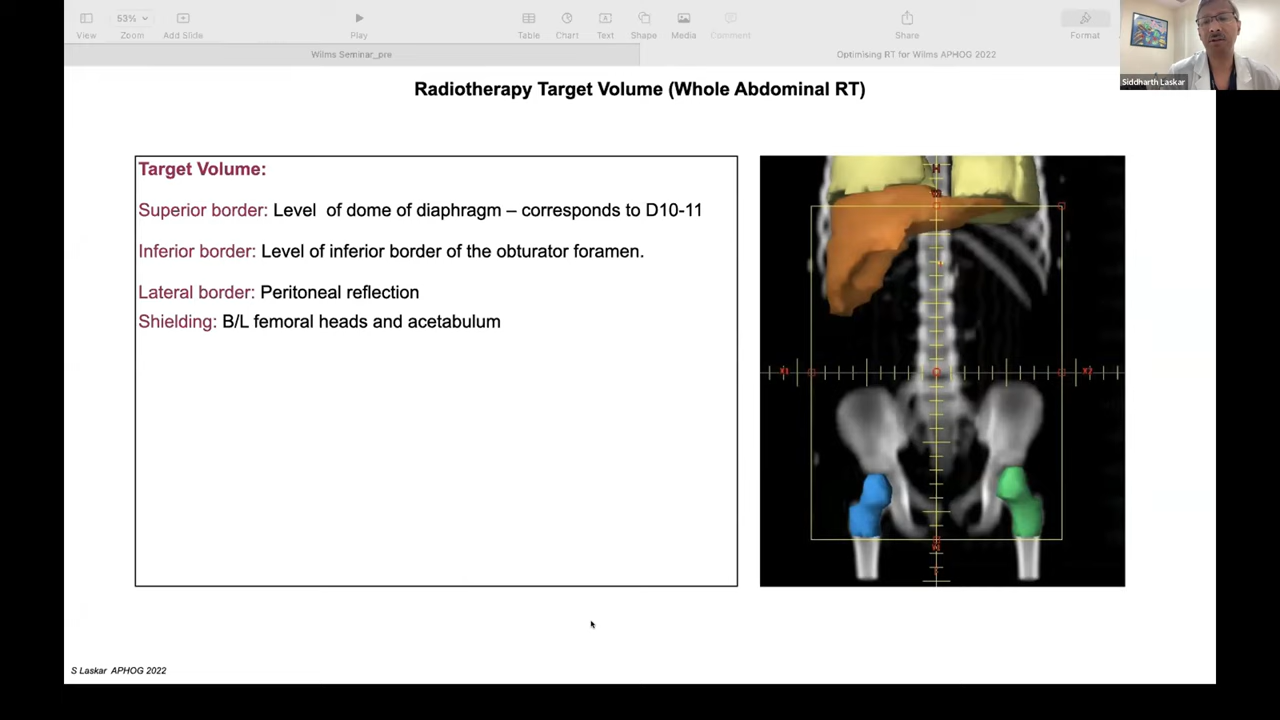 53%
View
Zoom
Add Slide
Play
Table
Chart
Text
Shape
Media
Comment
Share
Format
Wilms Seminar_pre
Optimising RT for Wilms APHOG 2022
Siddharth Laskar
Radiotherapy Target Volume (Whole Abdominal RT)
Target Volume:
Superior border: Level of dome of diaphragm – corresponds to D10-11
Inferior border: Level of inferior border of the obturator foramen.
Lateral border: Peritoneal reflection
Shielding: B/L femoral heads and acetabulum
S Laskar APHOG 2022